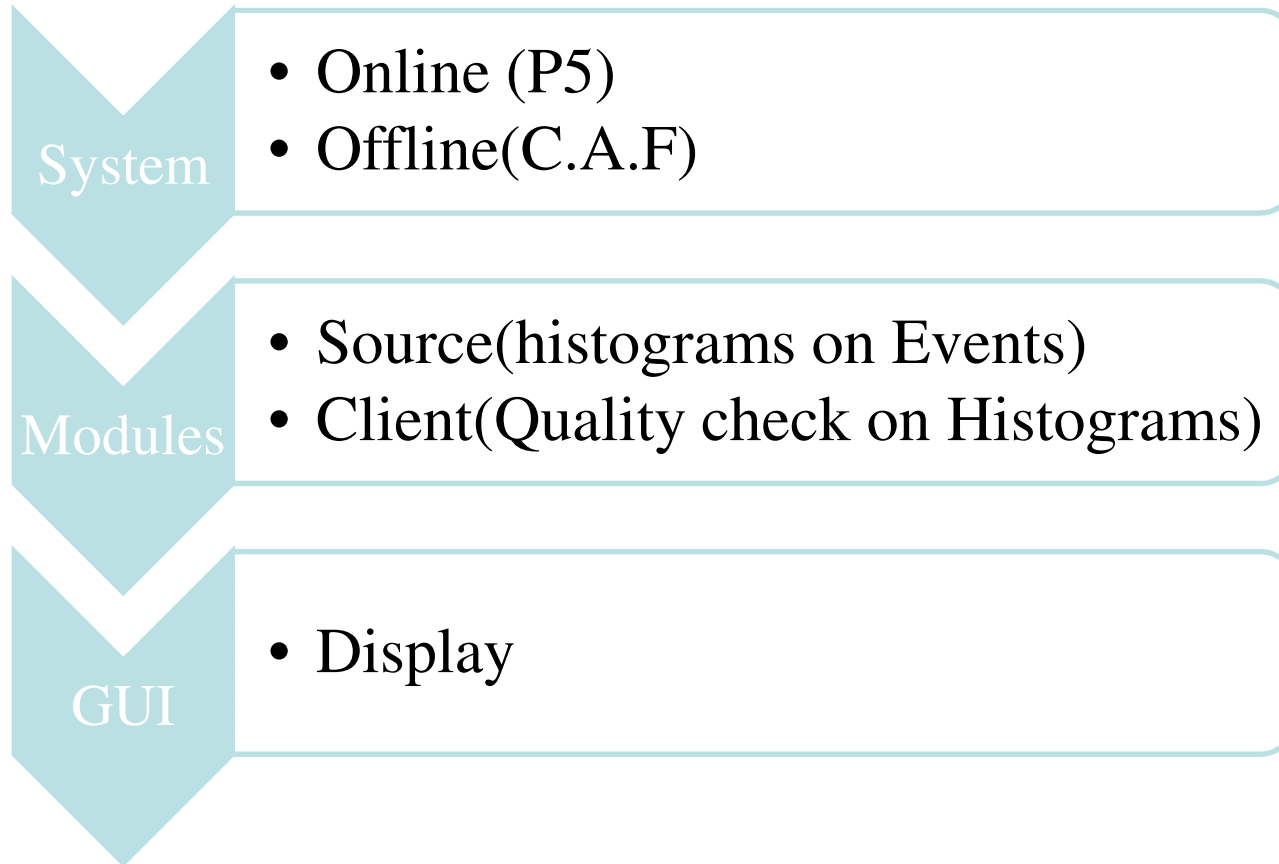 System
• Online (P5)
• Offline(C.A.F)
Modules
• Source(histograms on Events)
• Client(Quality check on Histograms)
GUI
• Display